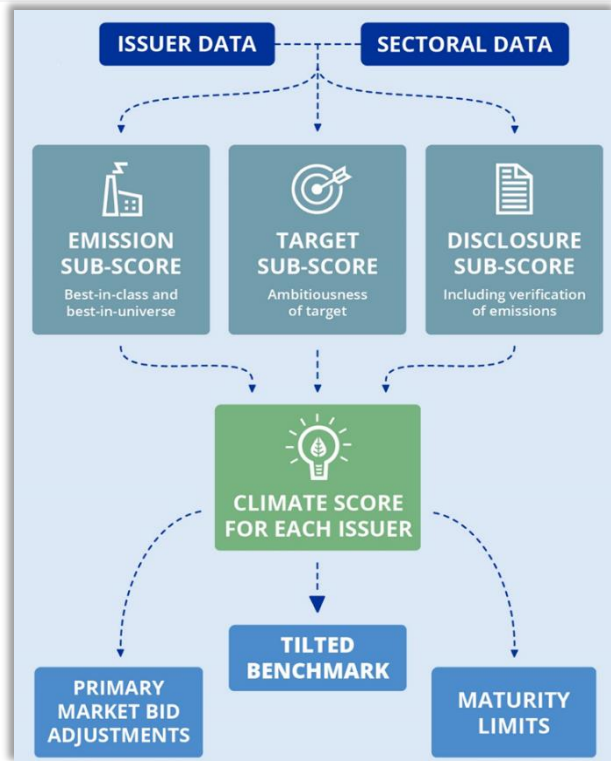 ISSUER DATA
SECTORAL DATA
EMISSION
SUB-SCORE
Best-in-class and
best-in-universe
TARGET
SUB-SCORE
Ambitiousness
of target
DISCLOSURE
SUB-SCORE
Including verification
of emissions
CLIMATE SCORE
FOR EACH ISSUER
PRIMARY
MARKET BID
ADJUSTMENTS
TILTED
BENCHMARK
MATURITY
LIMITS